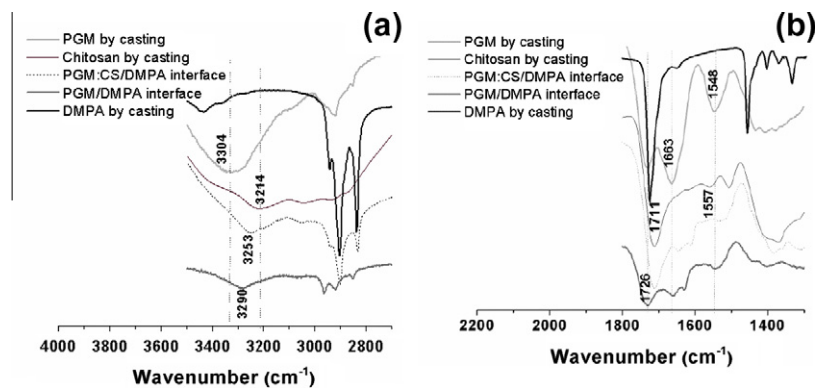 (a)
PGM by casting
Chitosan by casting
PGM:CS/DMPA interface
PGM/DMPA interface
DMPA by casting
3304
3214
3253
3290
4000 3800 3600 3400 3200 3000 2800
Wavenumber (cm-1)
(b)
PGM by casting
Chitosan by casting
PGM:CS/DMPA interface
PGM/DMPA interface
DMPA by casting
1548
1663
1711
1557
1726
2200 2000 1800 1600 1400
Wavenumber (cm-1)